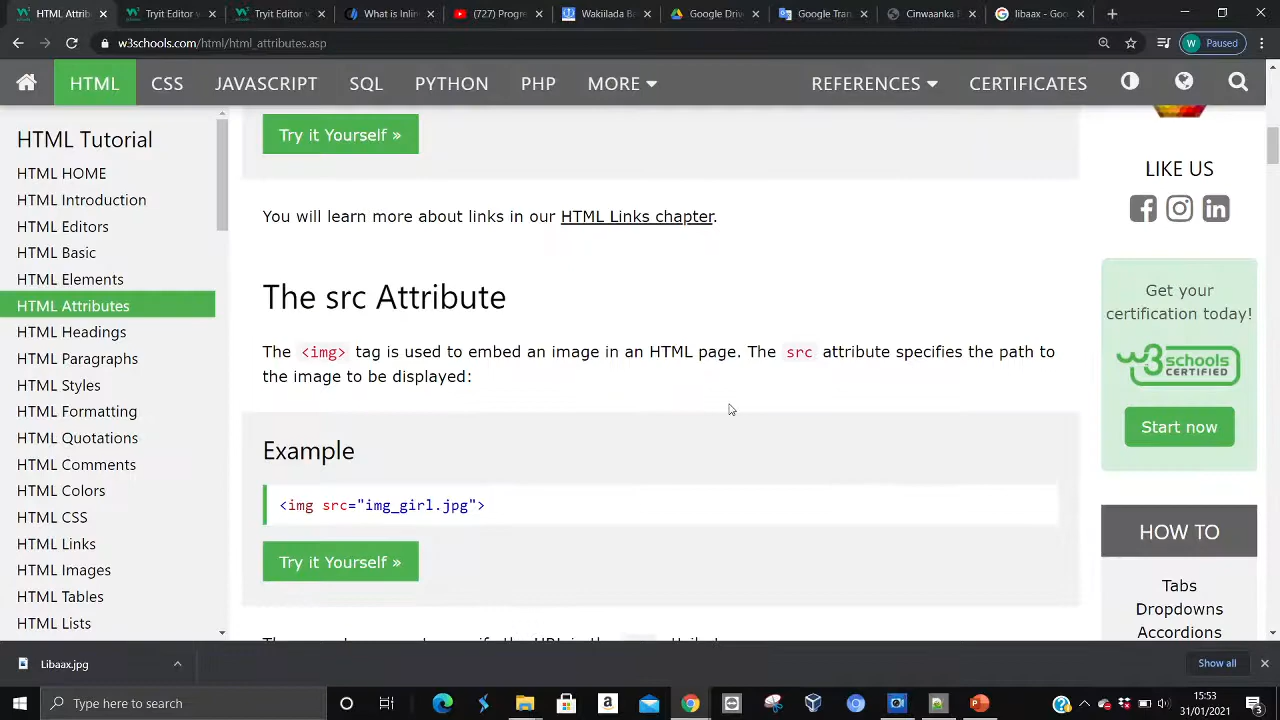 HTML Attrib
Tryit Editor v
Tryit Editor v
What is Inlin
(727) Progre
Wakiilada Bo
Google Drive
Google Tran
Cinwaanka E
libaax - Goo
w3schools.com/html/html_attributes.asp
W Paused
HTML
CSS
JAVASCRIPT
SQL
PYTHON
PHP
MORE
REFERENCES
CERTIFICATES
HTML Tutorial
HTML HOME
HTML Introduction
HTML Editors
HTML Basic
HTML Elements
HTML Attributes
HTML Headings
HTML Paragraphs
HTML Styles
HTML Formatting
HTML Quotations
HTML Comments
HTML Colors
HTML CSS
HTML Links
HTML Images
HTML Tables
HTML Lists
Try it Yourself »
You will learn more about links in our HTML Links chapter.
The src Attribute
The <img> tag is used to embed an image in an HTML page. The src attribute specifies the path to
the image to be displayed:
Example
<img src="img_girl.jpg">
Try it Yourself »
LIKE US
Get your
certification today!
w3schools
CERTIFIED
Start now
HOW TO
Tabs
Dropdowns
Accordions
Libaax.jpg
Show all
Type here to search
15:53
31/01/2021
3